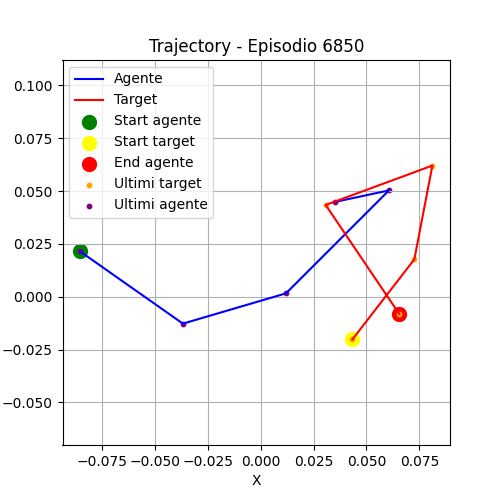 Trajectory - Episodio 6850
Agente
Target
Start agente
Start target
End agente
Ultimi target
Ultimi agente
0.100
0.075
0.050
0.025
0.000
−0.025
−0.050
−0.075 −0.050 −0.025 0.000 0.025 0.050 0.075
X